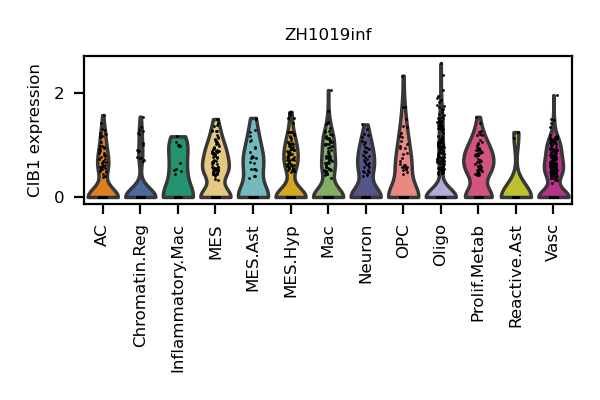 ZH1019inf
CIB1 expression
2
0
AC
Chromatin.Reg
Inflammatory.Mac
MES
MES.Ast
MES.Hyp
Mac
Neuron
OPC
Oligo
Prolif.Metab
Reactive.Ast
Vasc